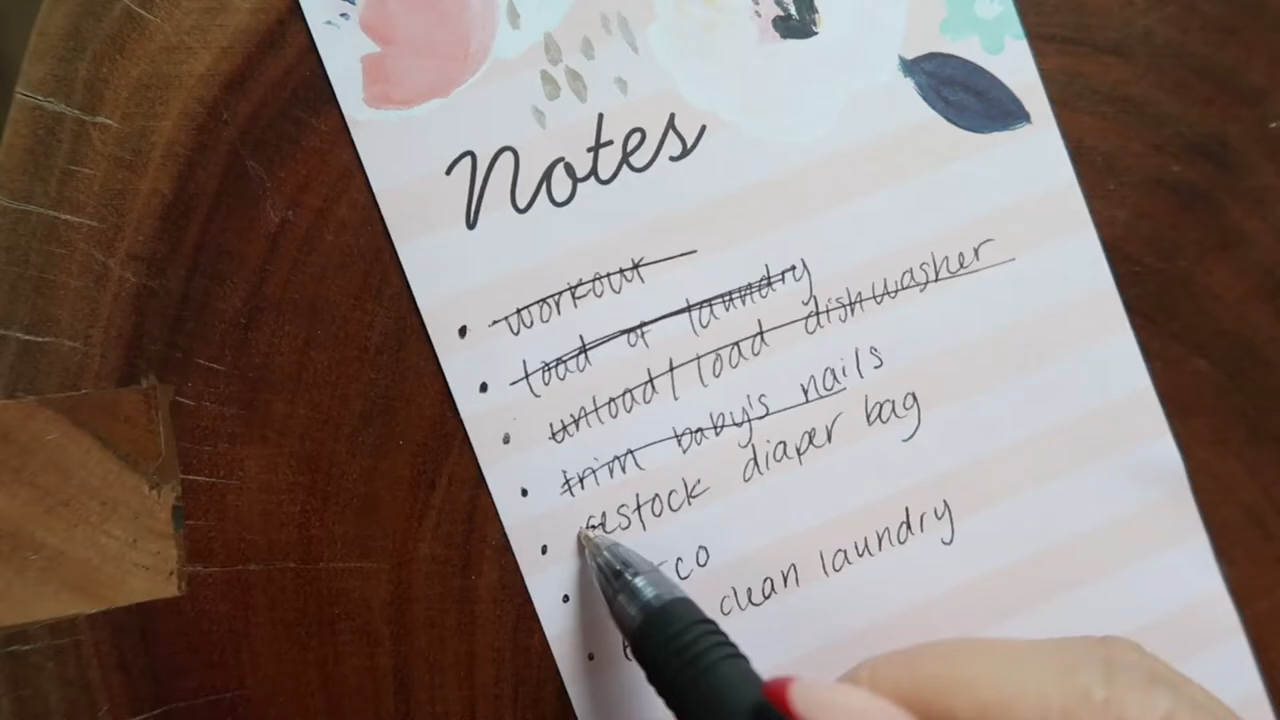 Notes
• workout
• load of laundry
• unload/load dishwasher
• trim baby's nails
• restock diaper bag
•
• clean laundry